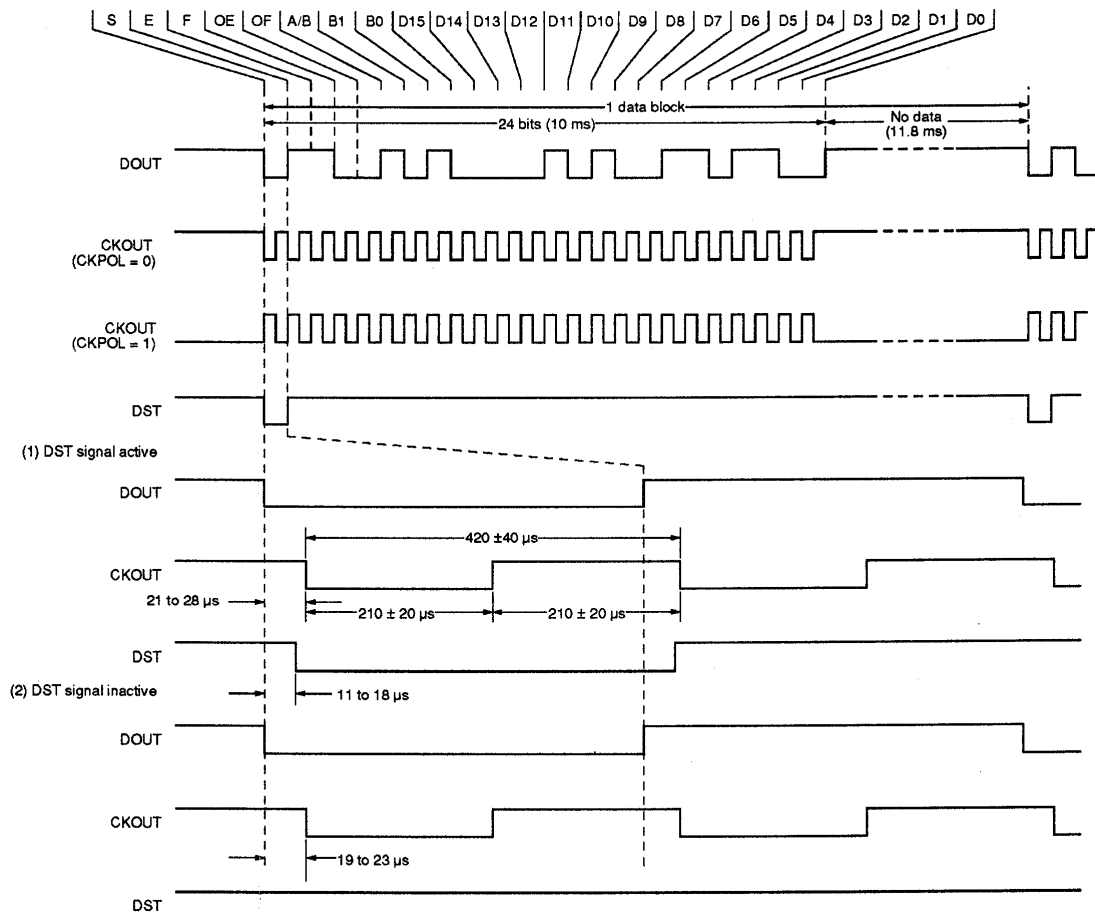 S E F OE OF A/B B1 B0 D15 D14 D13 D12 D11 D10 D9 D8 D7 D6 D5 D4 D3 D2 D1 D0
1 data block
24 bits (10 ms)
No data
(11.8 ms)
DOUT
CKOUT
(CKPOL = 0)
CKOUT
(CKPOL = 1)
DST
(1) DST signal active
DOUT
420 ±40 µs
CKOUT
21 to 28 µs
210 ± 20 µs
210 ± 20 µs
DST
(2) DST signal inactive
11 to 18 µs
DOUT
CKOUT
19 to 23 µs
DST